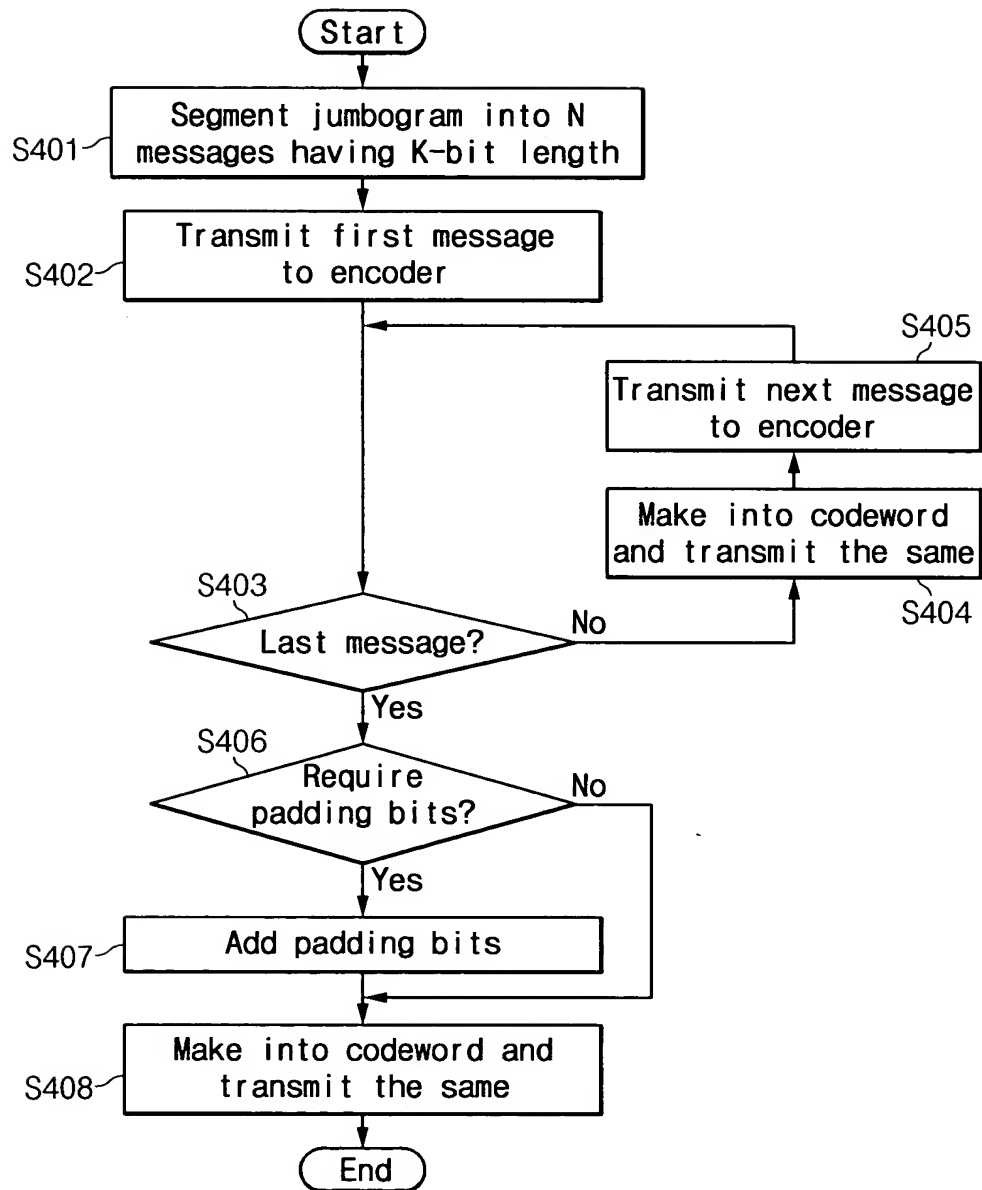 Start
S401
Segment jumbogram into N
messages having K-bit length
S402
Transmit first message
to encoder
S405
Transmit next message
to encoder
Make into codeword
and transmit the same
S404
S403
Last message?
No
Yes
S406
Require
padding bits?
No
Yes
S407
Add padding bits
S408
Make into codeword and
transmit the same
End